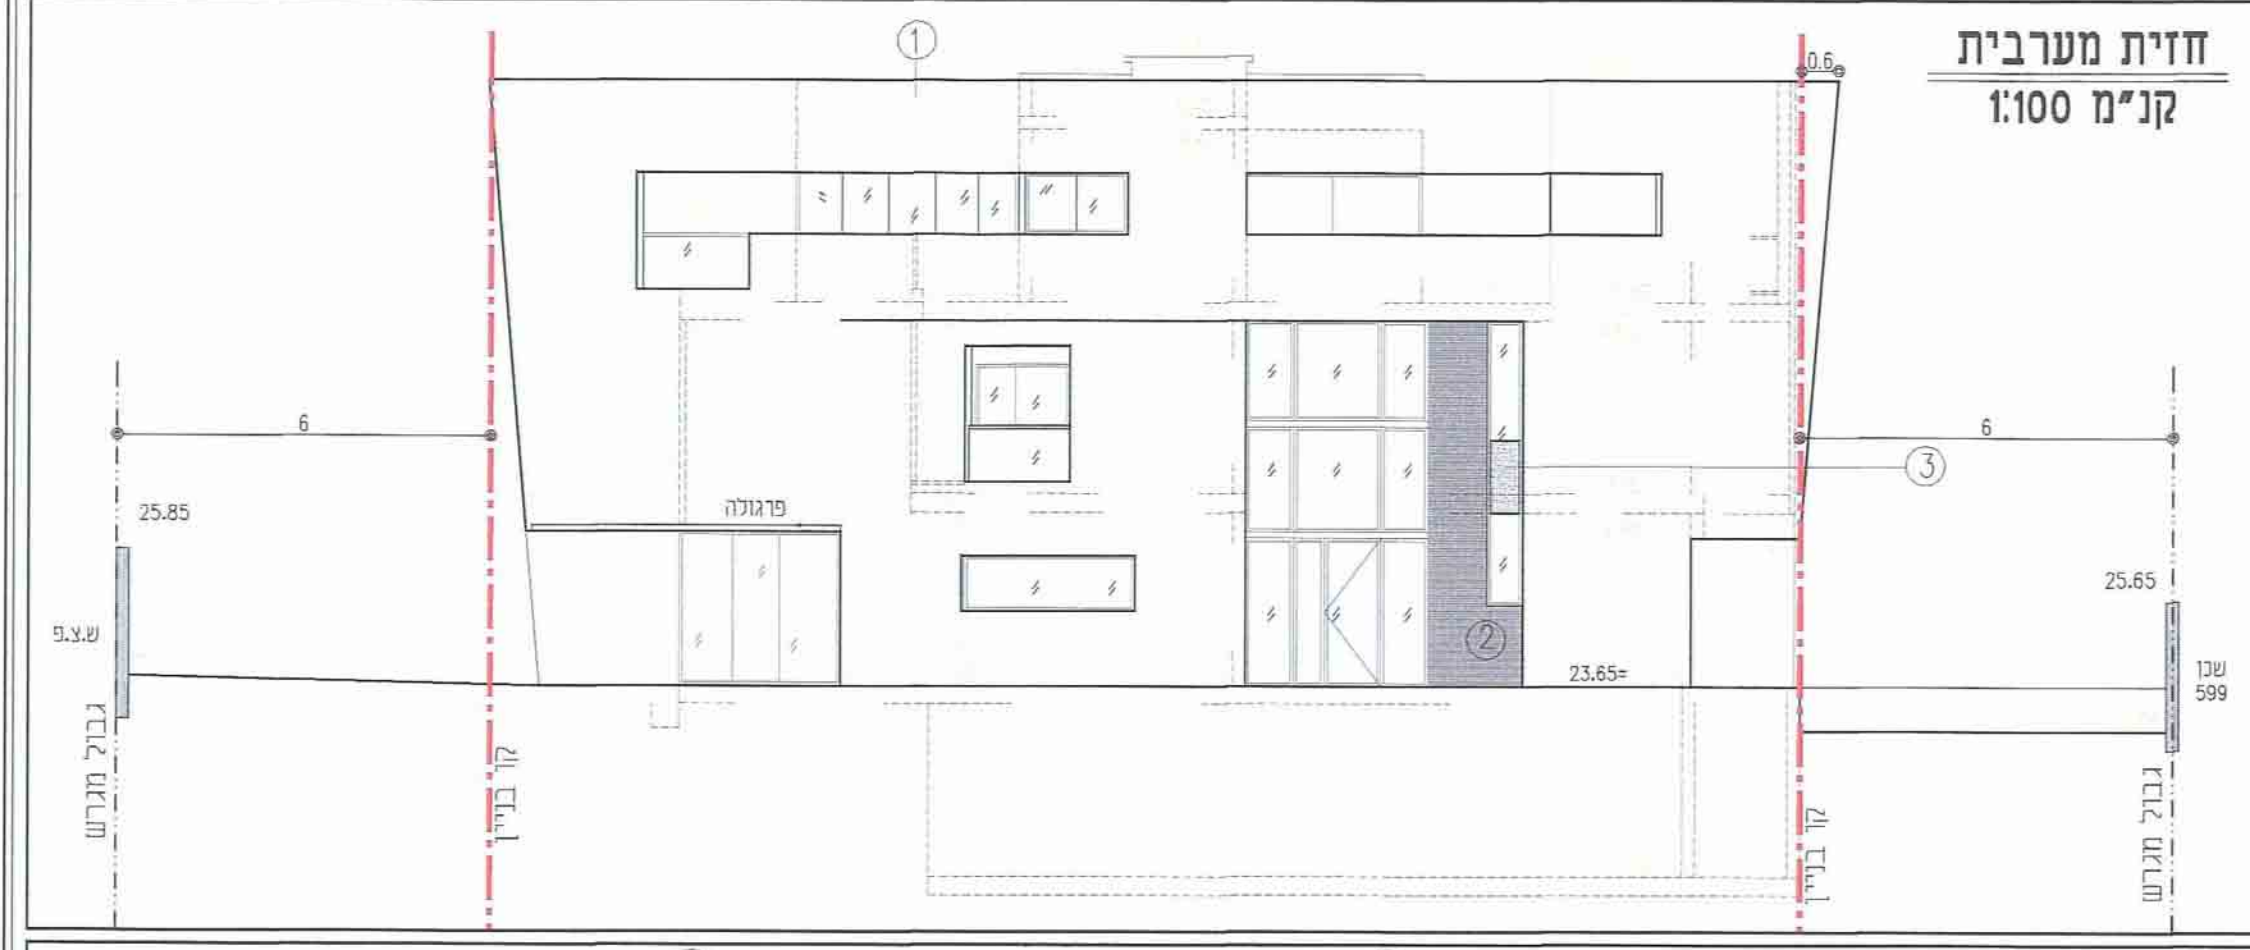 חזית מערבית
קנ"מ 1:100
1
0.6
6
6
3
25.85
פרגולה
25.65
ש.צ.פ
2
23.65=
שכן
599
גבול מגרש
קו בניין
קו בניין
גבול מגרש